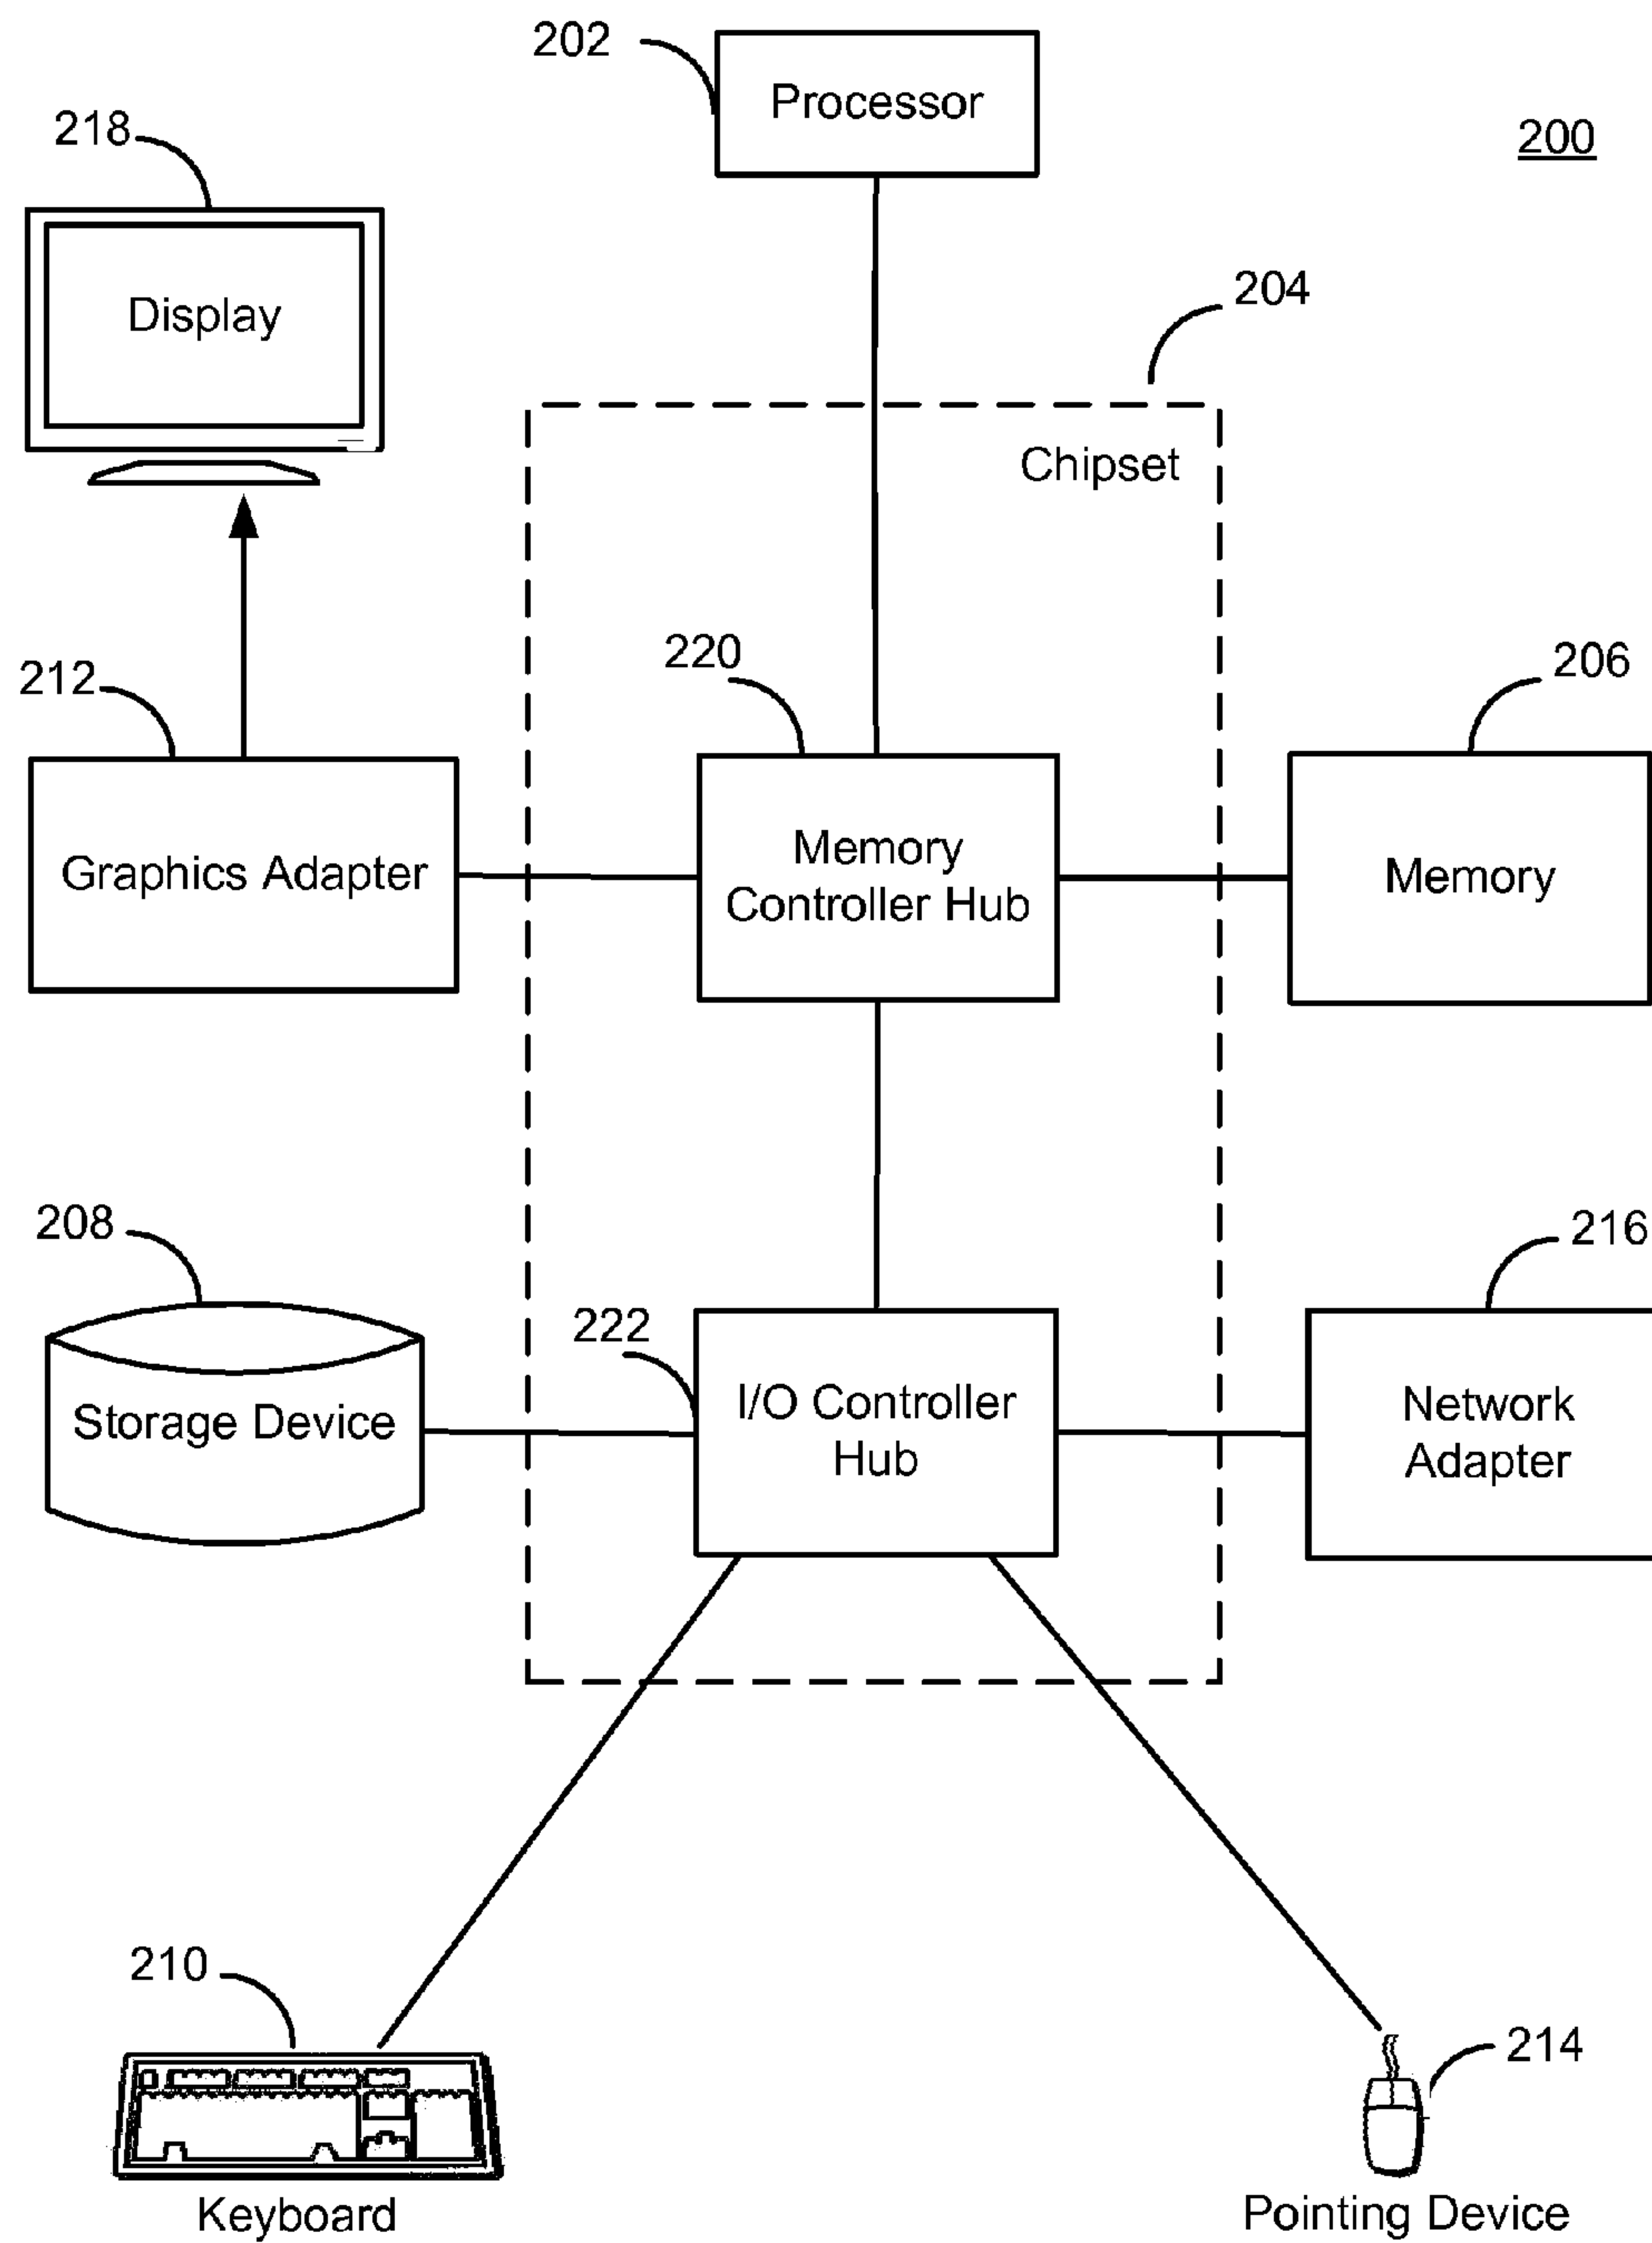 202
Processor
200
218
Display
204
Chipset
212
220
206
Graphics Adapter
Memory
Controller Hub
Memory
208
222
216
Storage Device
I/O Controller
Hub
Network
Adapter
210
214
Keyboard
Pointing Device